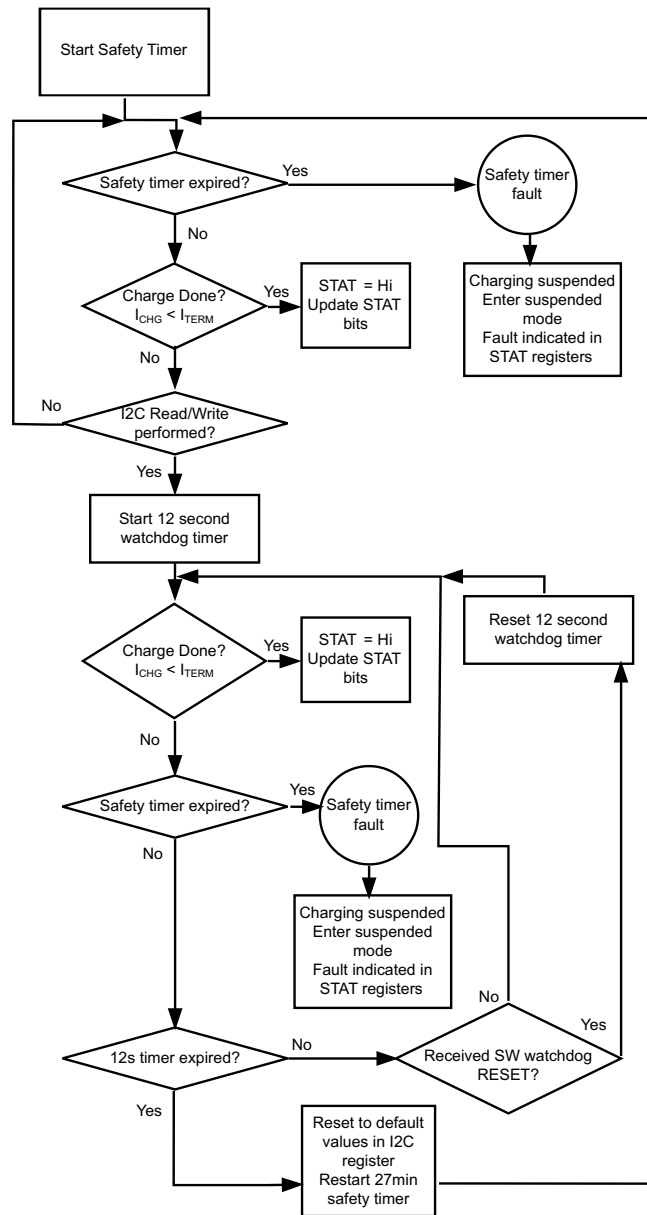 Start Safety Timer
Safety timer expired?
Yes
Safety timer
fault
No
Charging suspended
Enter suspended
mode
Fault indicated in
STAT registers
Charge Done?
I_CHG < I_TERM
Yes
STAT = Hi
Update STAT
bits
No
No
I2C Read/Write
performed?
Yes
Start 12 second
watchdog timer
Reset 12 second
watchdog timer
Charge Done?
I_CHG < I_TERM
Yes
STAT = Hi
Update STAT
bits
No
Safety timer expired?
Yes
Safety timer
fault
No
Charging suspended
Enter suspended
mode
Fault indicated in
STAT registers
No
Yes
12s timer expired?
No
Received SW watchdog
RESET?
Yes
Reset to default
values in I2C
register
Restart 27min
safety timer